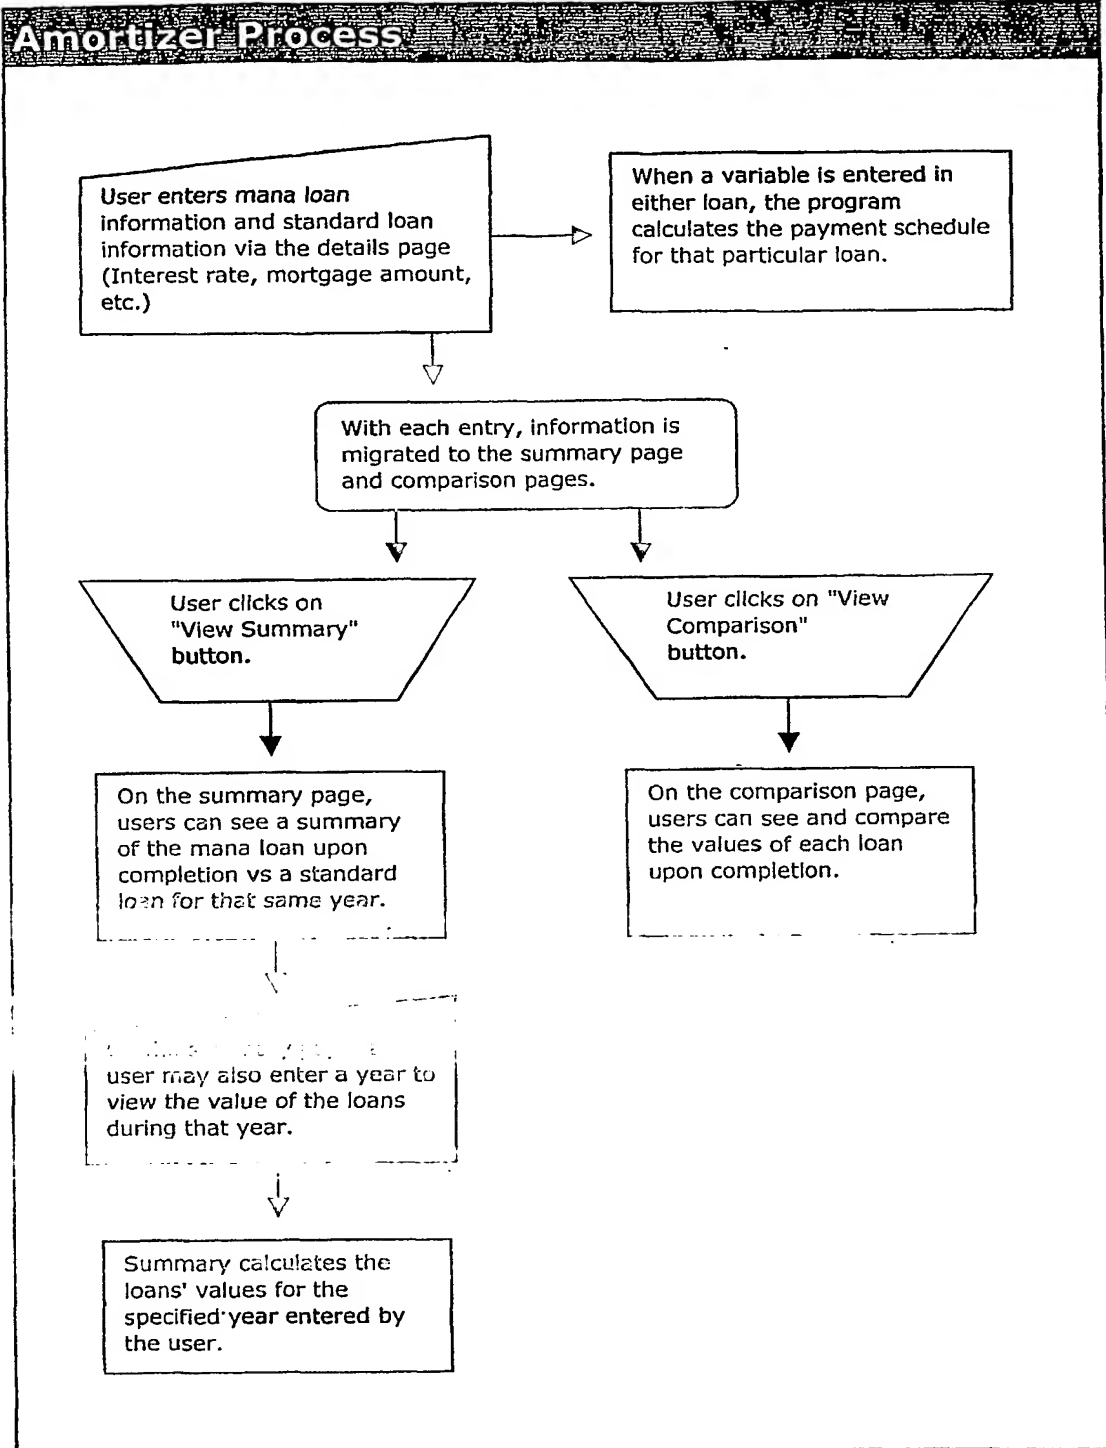 Amortizer Process
User enters mana loan
information and standard loan
information via the details page
(Interest rate, mortgage amount,
etc.)
When a variable is entered in
either loan, the program
calculates the payment schedule
for that particular loan.
With each entry, information is
migrated to the summary page
and comparison pages.
User clicks on
"View Summary"
button.
User clicks on "View
Comparison"
button.
On the summary page,
users can see a summary
of the mana loan upon
completion vs a standard
loan for that same year.
On the comparison page,
users can see and compare
the values of each loan
upon completion.
user may also enter a year to
view the value of the loans
during that year.
Summary calculates the
loans' values for the
specified year entered by
the user.